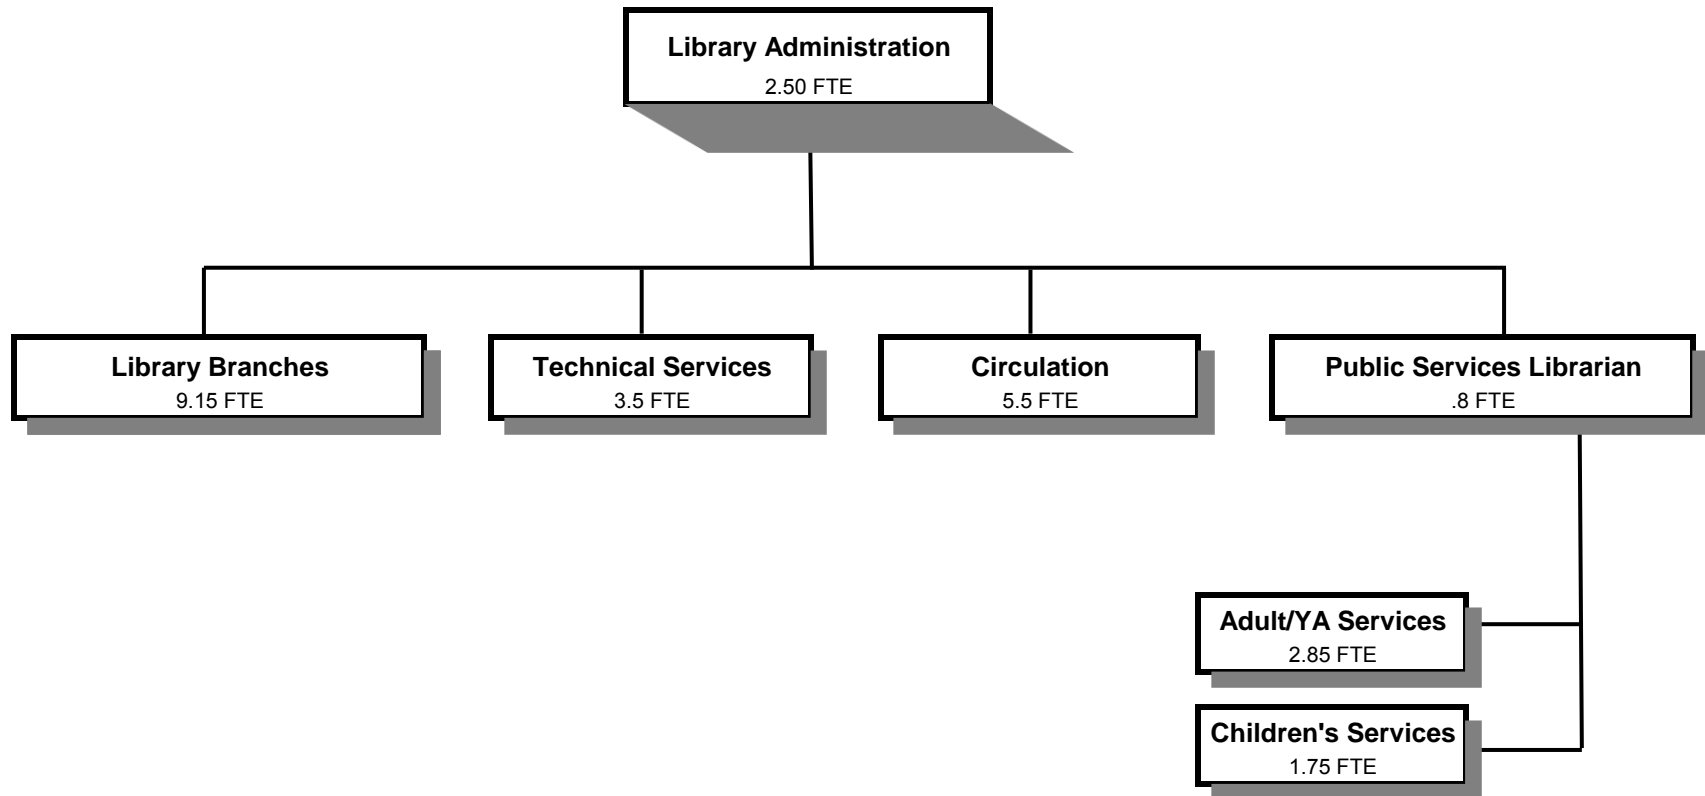 Library Administration
2.50 FTE
Library Branches
9.15 FTE
Technical Services
3.5 FTE
Circulation
5.5 FTE
Public Services Librarian
.8 FTE
Adult/YA Services
2.85 FTE
Children's Services
1.75 FTE